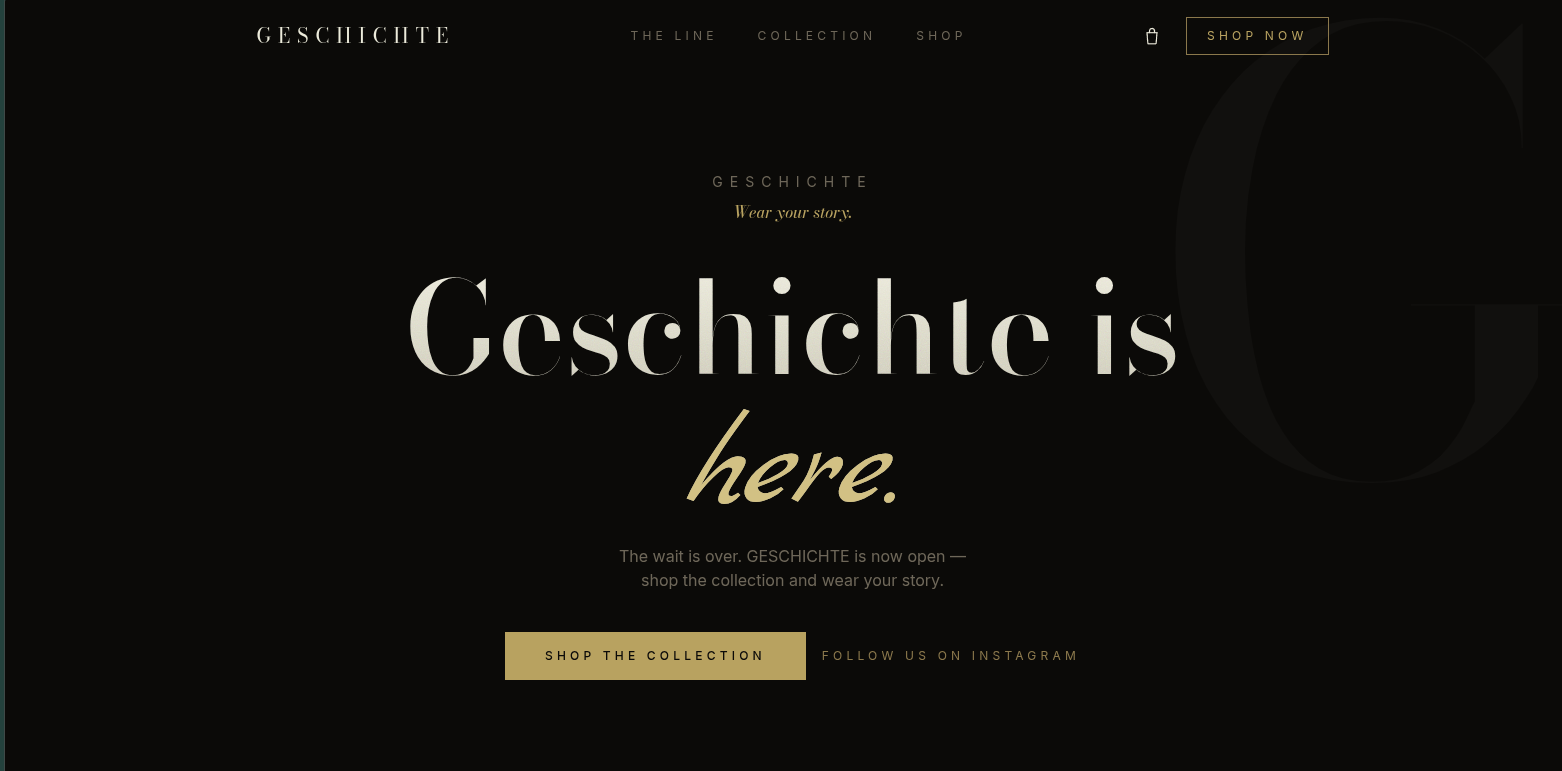 GESCHICHTE
THE LINE COLLECTION SHOP
SHOP NOW
GESCHICHTE
Wear your story.
Geschichte is
here.
The wait is over. GESCHICHTE is now open —
shop the collection and wear your story.
SHOP THE COLLECTION
FOLLOW US ON INSTAGRAM
G